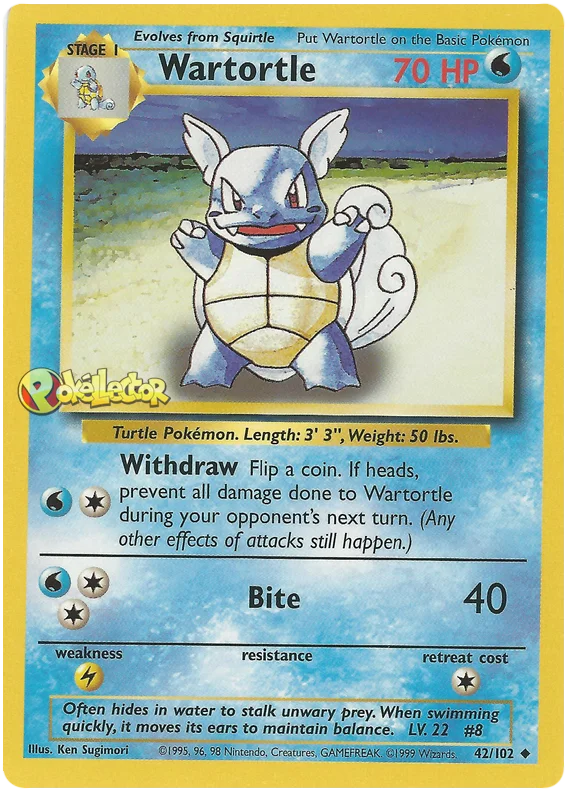 Evolves from Squirtle Put Wartortle on the Basic Pokémon
STAGE 1
Wartortle 70 HP
PokéLLector
Turtle Pokémon. Length: 3' 3", Weight: 50 lbs.
Withdraw Flip a coin. If heads,
prevent all damage done to Wartortle
during your opponent's next turn. (Any
other effects of attacks still happen.)
Bite 40
weakness resistance retreat cost
Often hides in water to stalk unwary prey. When swimming
quickly, it moves its ears to maintain balance. LV. 22 #8
Illus. Ken Sugimori ©1995, 96, 98 Nintendo, Creatures, GAMEFREAK. ©1999 Wizards. 42/102